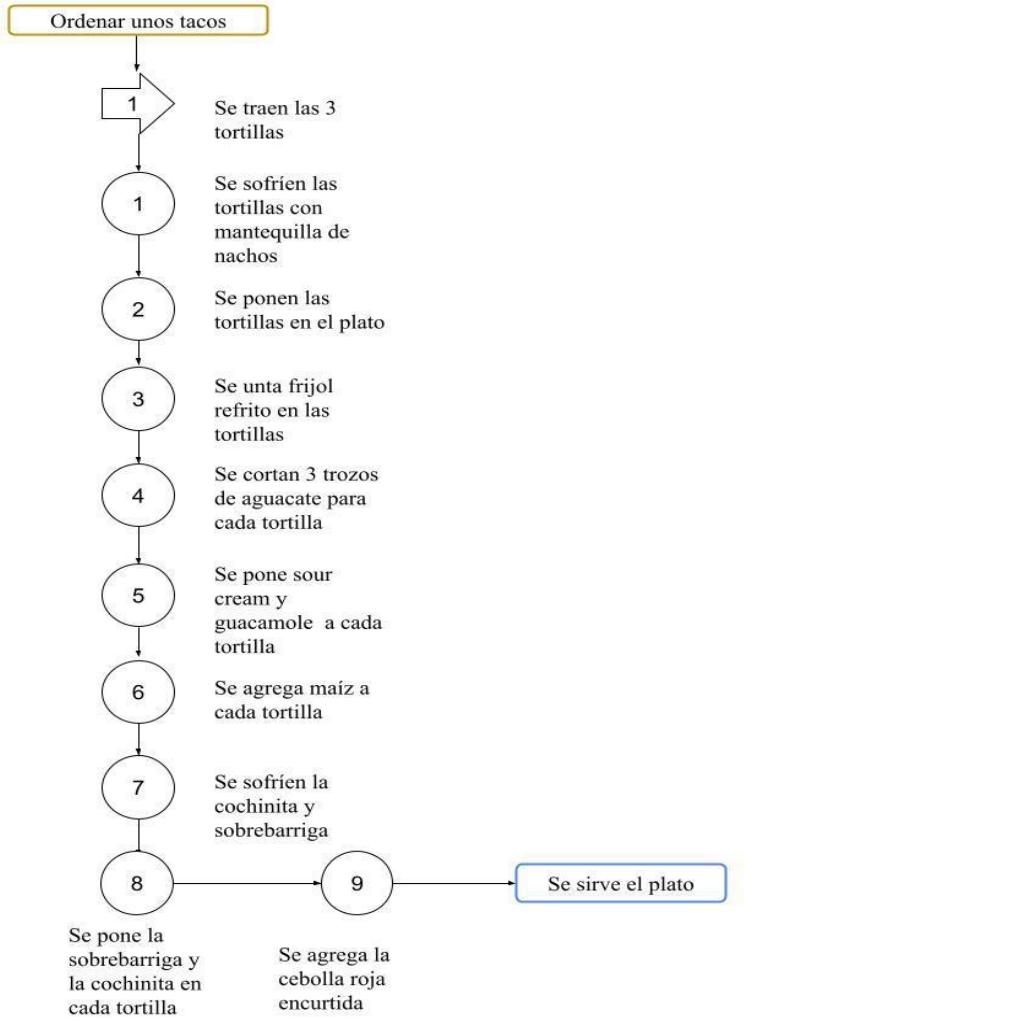 Ordenar unos tacos
1
Se traen las 3
tortillas
1
Se sofríen las
tortillas con
mantequilla de
nachos
2
Se ponen las
tortillas en el plato
3
Se unta frijol
refrito en las
tortillas
4
Se cortan 3 trozos
de aguacate para
cada tortilla
5
Se pone sour
cream y
guacamole a cada
tortilla
6
Se agrega maíz a
cada tortilla
7
Se sofríen la
cochinita y
sobrebarriga
8
Se pone la
sobrebarriga y
la cochinita en
cada tortilla
9
Se agrega la
cebolla roja
encurtida
Se sirve el plato